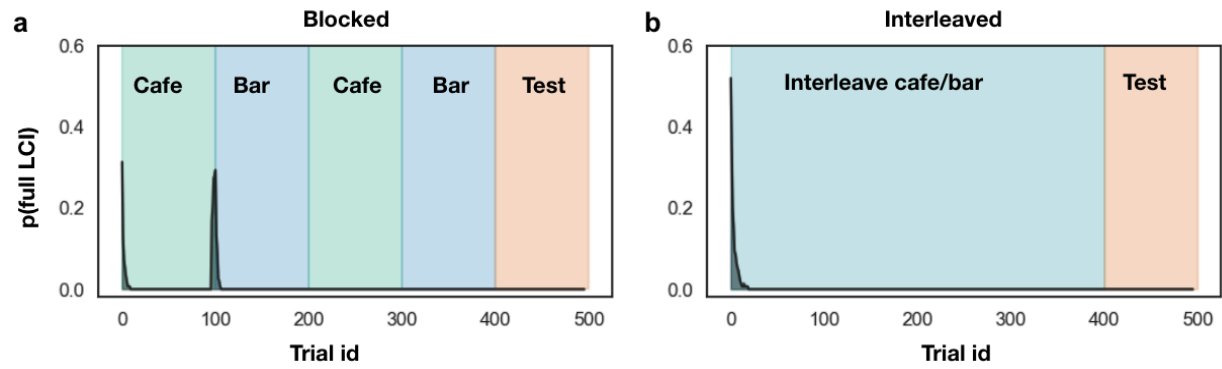 a
Blocked
p(full LCI)
0.6
0.4
0.2
0.0
Cafe
Bar
Cafe
Bar
Test
0
100
200
300
400
500
Trial id
b
Interleaved
0.6
0.4
0.2
0.0
Interleave cafe/bar
Test
0
100
200
300
400
500
Trial id